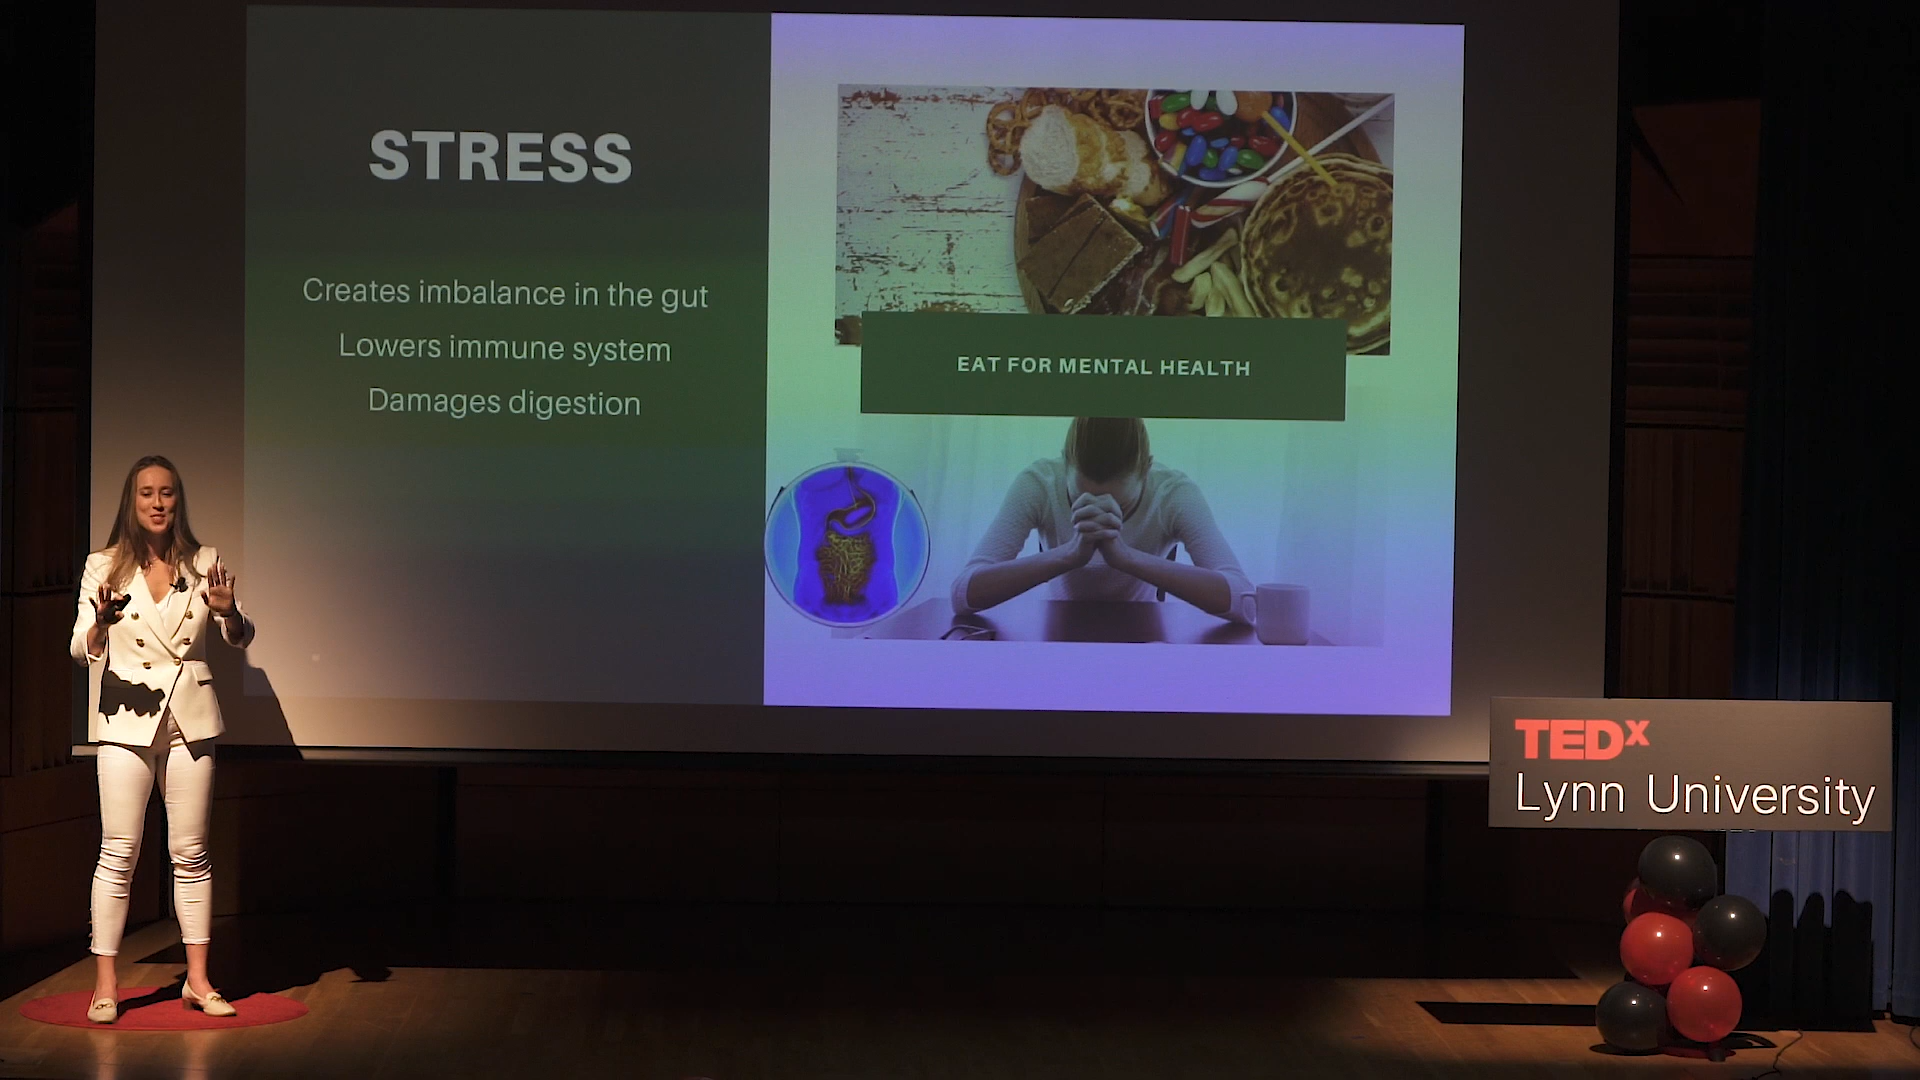 STRESS
Creates imbalance in the gut
Lowers immune system
Damages digestion
EAT FOR MENTAL HEALTH
TEDx
Lynn University